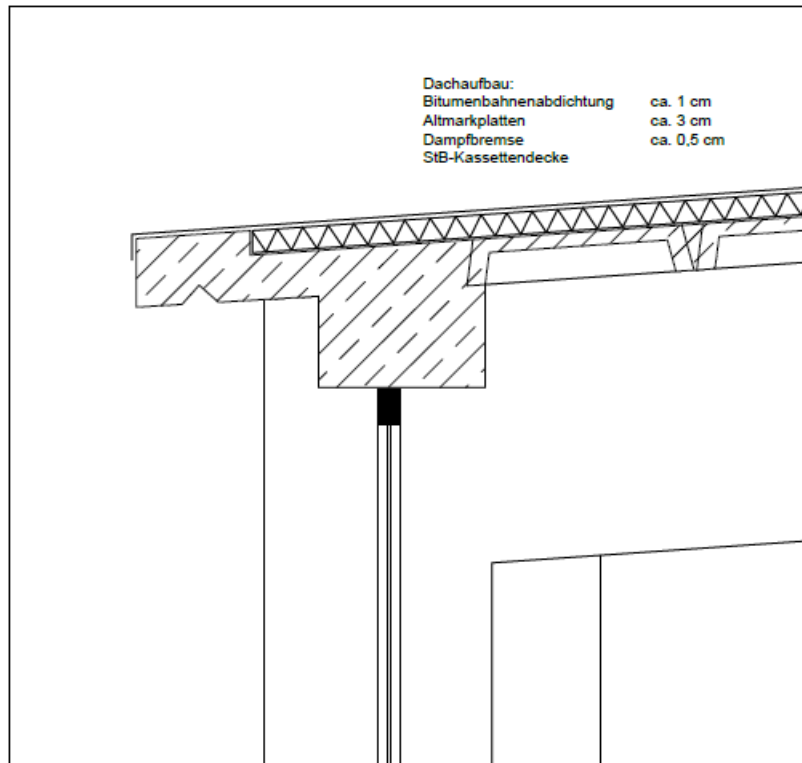 Dachaufbau:
Bitumenbahnenabdichtung ca. 1 cm
Altmarkplatten ca. 3 cm
Dampfbremse ca. 0,5 cm
StB-Kassettendecke